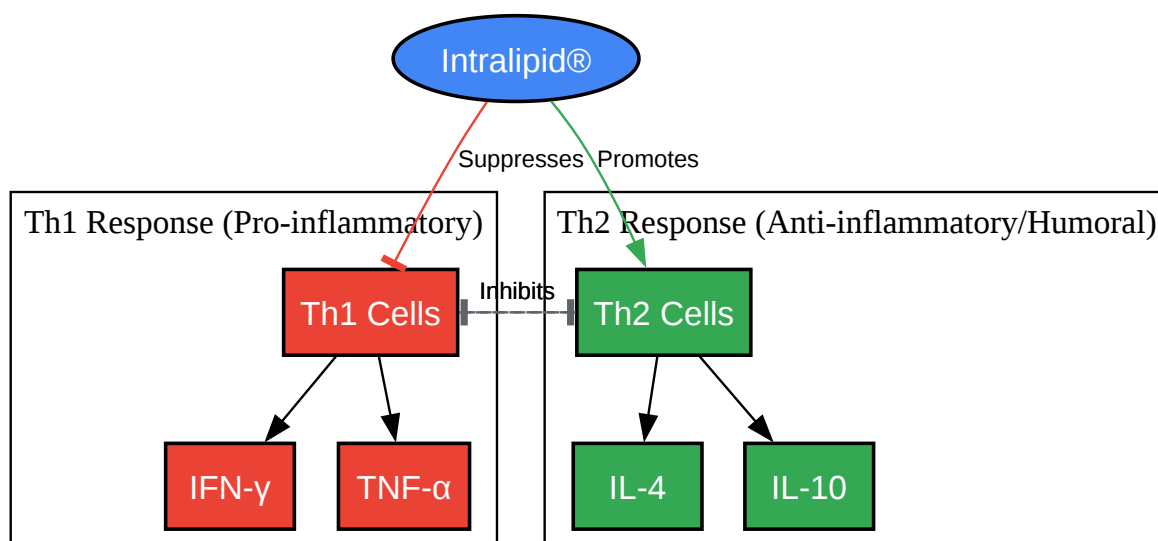 Intralipid®
Suppresses
Promotes
Th1 Response (Pro-inflammatory)
Th2 Response (Anti-inflammatory/Humoral)
Inhibits
Th1 Cells
Th2 Cells
IFN-γ
TNF-α
IL-4
IL-10